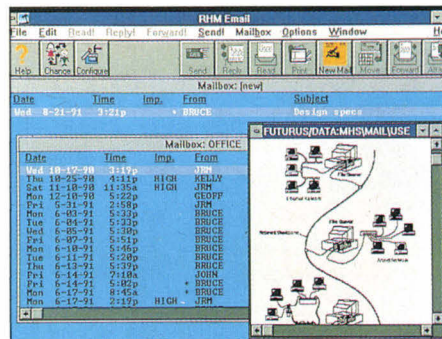 RHM Email
File Edit Read! Reply! Forward! Send! Mailbox Options Window
Help Change Configure Send Reply Read Print New Mail Move Forward
Mailbox: [new]
Date Time Imp. From Subject
Wed 8-21-91 3:21p * BRUCE Design specs
Mailbox: OFFICE
Date Time Imp. From
Wed 10-17-90 3:19p JRM
Thu 10-25-90 4:11p HIGH KELLY
Sat 11-10-90 11:35a HIGH JRM
Mon 12-10-90 5:22p GEOFF
Fri 5-31-91 2:58p JRM
Mon 6-03-91 5:33p BRUCE
Tue 6-04-91 5:33p BRUCE
Wed 6-05-91 5:30p BRUCE
Fri 6-07-91 5:51p BRUCE
Mon 6-10-91 5:46p BRUCE
Tue 6-11-91 5:20p BRUCE
Thu 6-13-91 5:39p BRUCE
Fri 6-14-91 7:10a JOHN
Fri 6-14-91 5:02p * BRUCE
Mon 6-17-91 8:45a * BRUCE
Mon 6-17-91 2:19p HIGH JRM
FUTURUS/DATA:MHS\MAIL\USE
File Server
File Server